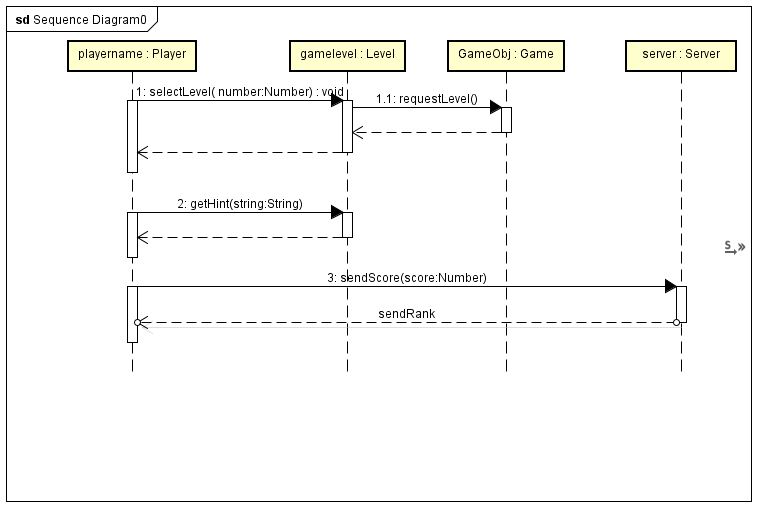 sd Sequence Diagram0
playername : Player
gamelevel : Level
GameObj : Game
server : Server
1: selectLevel( number:Number) : void
1.1: requestLevel()
2: getHint(string:String)
S
3: sendScore(score:Number)
sendRank